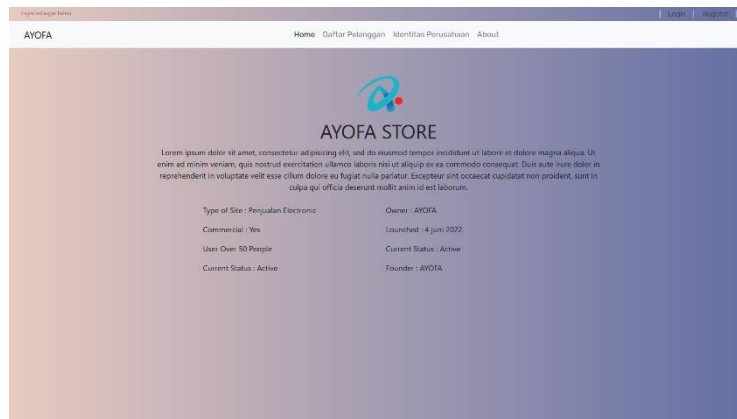 Login
Register
AYOFA
Home Daftar Pelanggan Identitas Perusahaan About
AYOFA STORE
Lorem ipsum dolor sit amet, consectetur adipisicing elit, sed do eiusmod tempor incididunt ut labore et dolore magna aliqua. Ut
enim ad minim veniam, quis nostrud exercitation ullamco laboris nisi ut aliquip ex ea commodo consequat. Duis aute irure dolor in
reprehenderit in voluptate velit esse cillum dolore eu fugiat nulla pariatur. Excepteur sint occaecat cupidatat non proident, sunt in
culpa qui officia deserunt mollit anim id est laborum.
Type of Site : Penjualan Electronic
Owner : AYOFA
Commercial : Yes
Lounched : 4 juni 2022
User Over 50 People
Current Status : Active
Current Status : Active
Founder : AYOFA